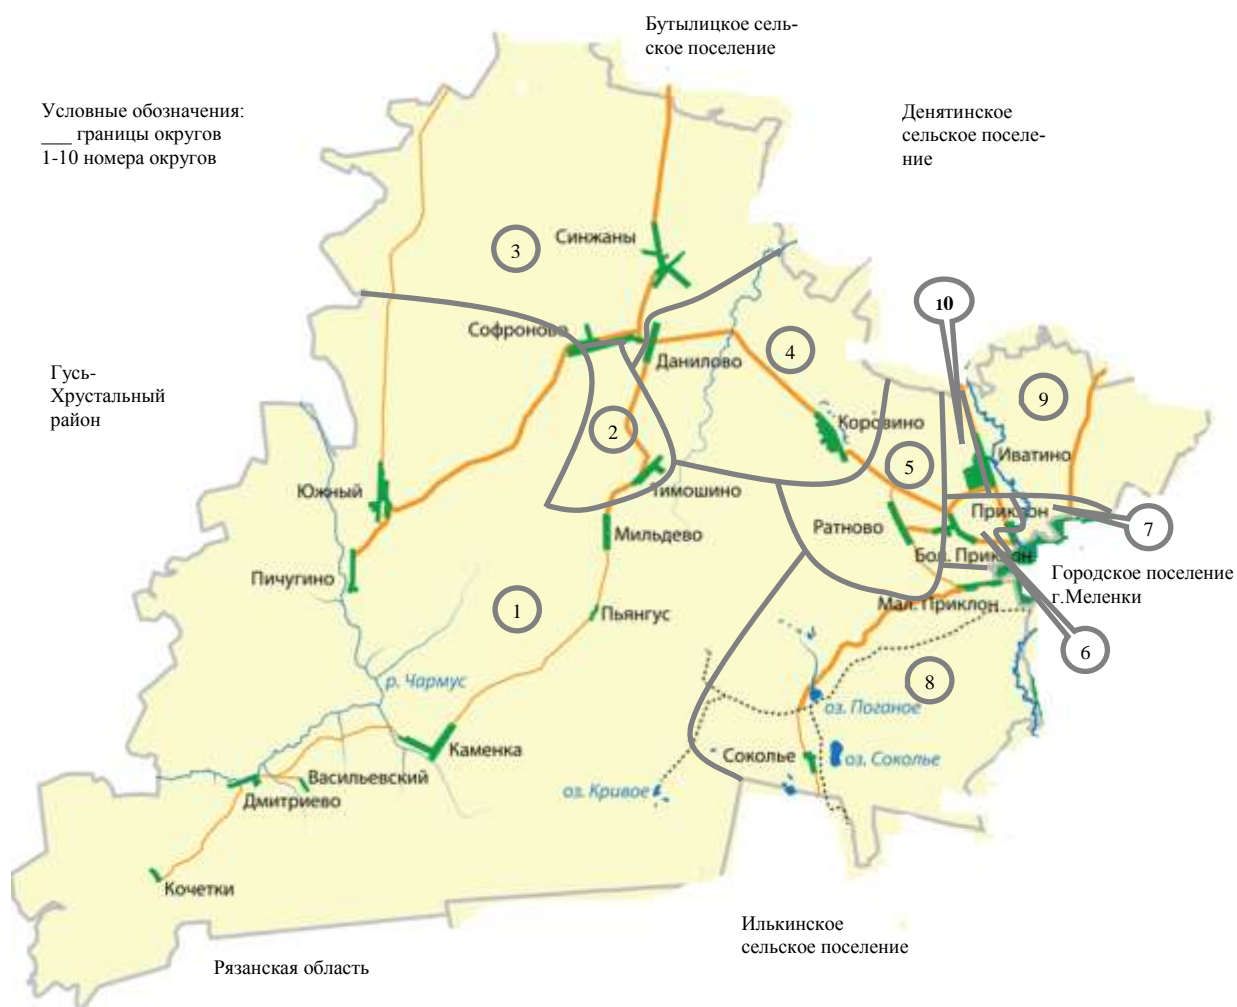 Бутылицкое сель-
ское поселение
Условные обозначения:
___ границы округов
1-10 номера округов
Денятинское
сельское поселе-
ние
3
Синжаны
Софроново
Данилово
4
10
Гусь-
Хрустальный
район
9
2
Коровино
5
Иватино
Южный
Тимошино
Мильдево
Ратново
Приклон
7
Бол. Приклон
Пичугино
Городское поселение
г.Меленки
1
Пьянгус
Мал. Приклон
6
р. Чармус
8
оз. Поганое
Каменка
Соколье
оз. Соколье
Васильевский
Дмитриево
оз. Кривое
Кочетки
Илькинское
сельское поселение
Рязанская область